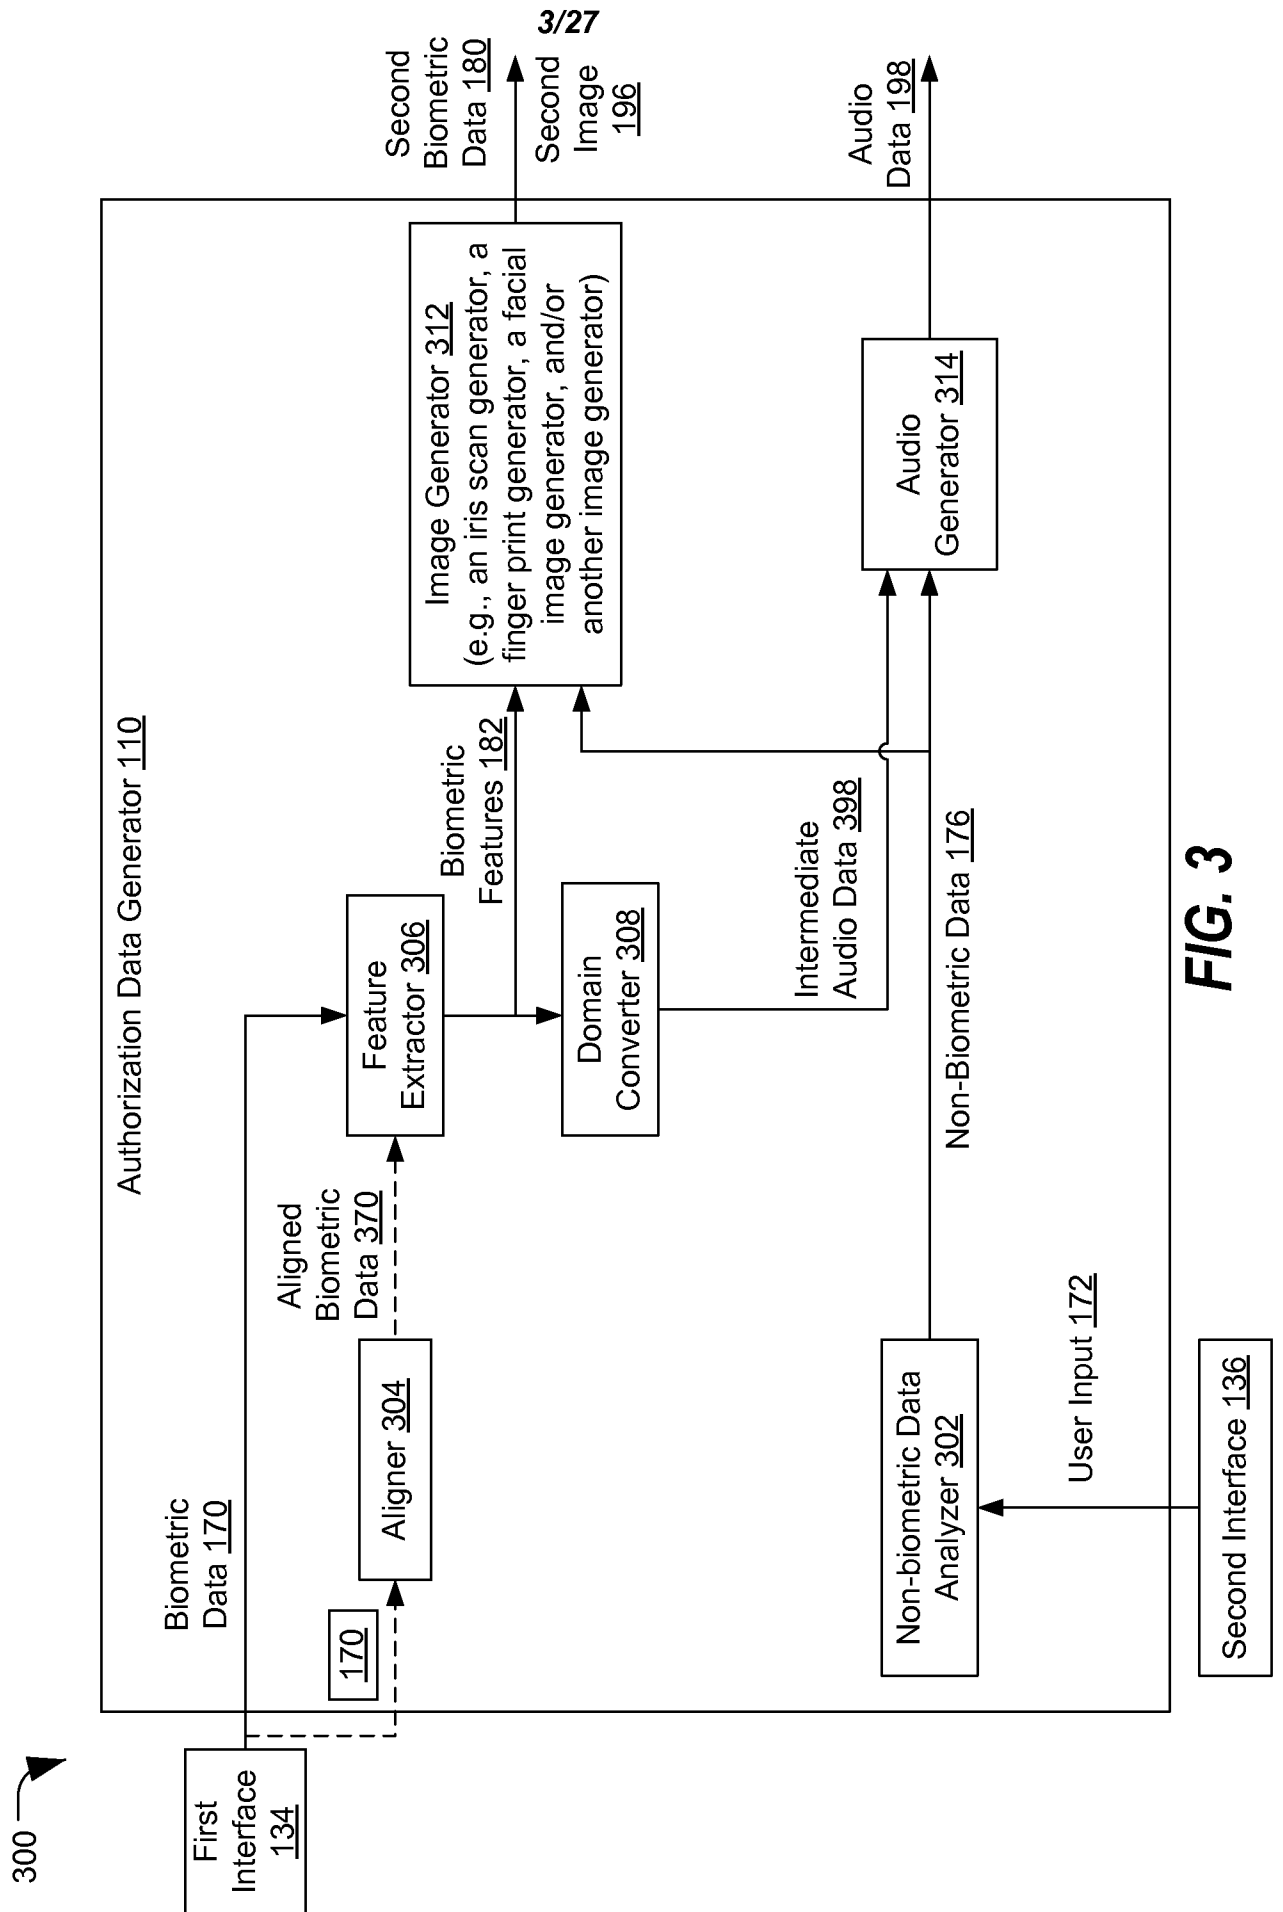 3/27
300
First
Interface
134
Biometric
Data 170
170
Aligner 304
Aligned
Biometric
Data 370
Authorization Data Generator 110
Feature
Extractor 306
Biometric
Features 182
Domain
Converter 308
Image Generator 312
(e.g., an iris scan generator, a
finger print generator, a facial
image generator, and/or
another image generator)
Second
Biometric
Data 180
Second
Image
196
Second Interface 136
User Input 172
Non-biometric Data
Analyzer 302
Non-Biometric Data 176
Intermediate
Audio Data 398
Audio
Generator 314
Audio
Data 198
FIG. 3